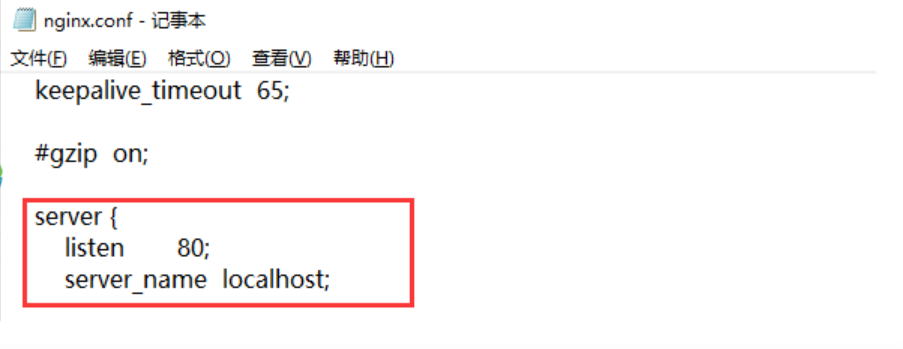 nginx.conf - 记事本
文件(F) 编辑(E) 格式(O) 查看(V) 帮助(H)
keepalive_timeout 65;
#gzip on;
server {
listen 80;
server_name localhost;